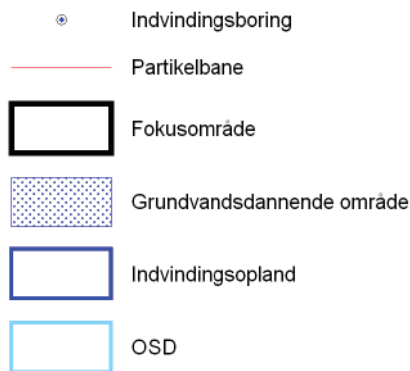 Indvindingsboring
Partikelbane
Fokusområde
Grundvandsdannende område
Indvindingsopland
OSD